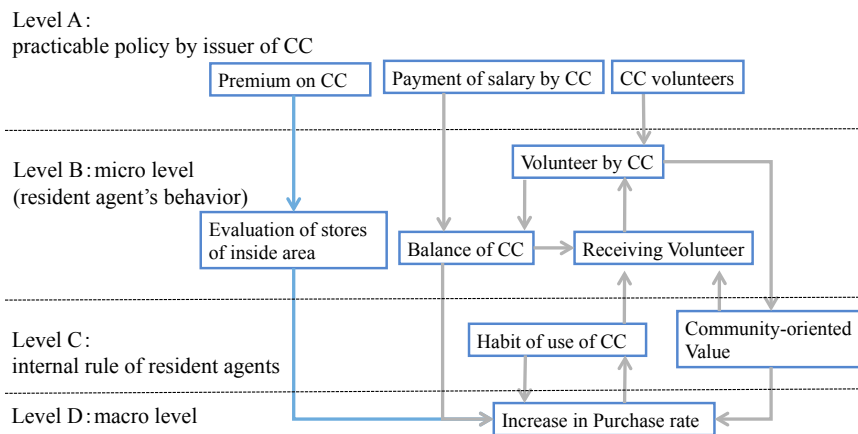 Level A:
practicable policy by issuer of CC
Premium on CC
Payment of salary by CC
CC volunteers
Level B:micro level
(resident agent's behavior)
Volunteer by CC
Evaluation of stores
of inside area
Balance of CC
Receiving Volunteer
Level C:
internal rule of resident agents
Habit of use of CC
Community-oriented
Value
Level D:macro level
Increase in Purchase rate